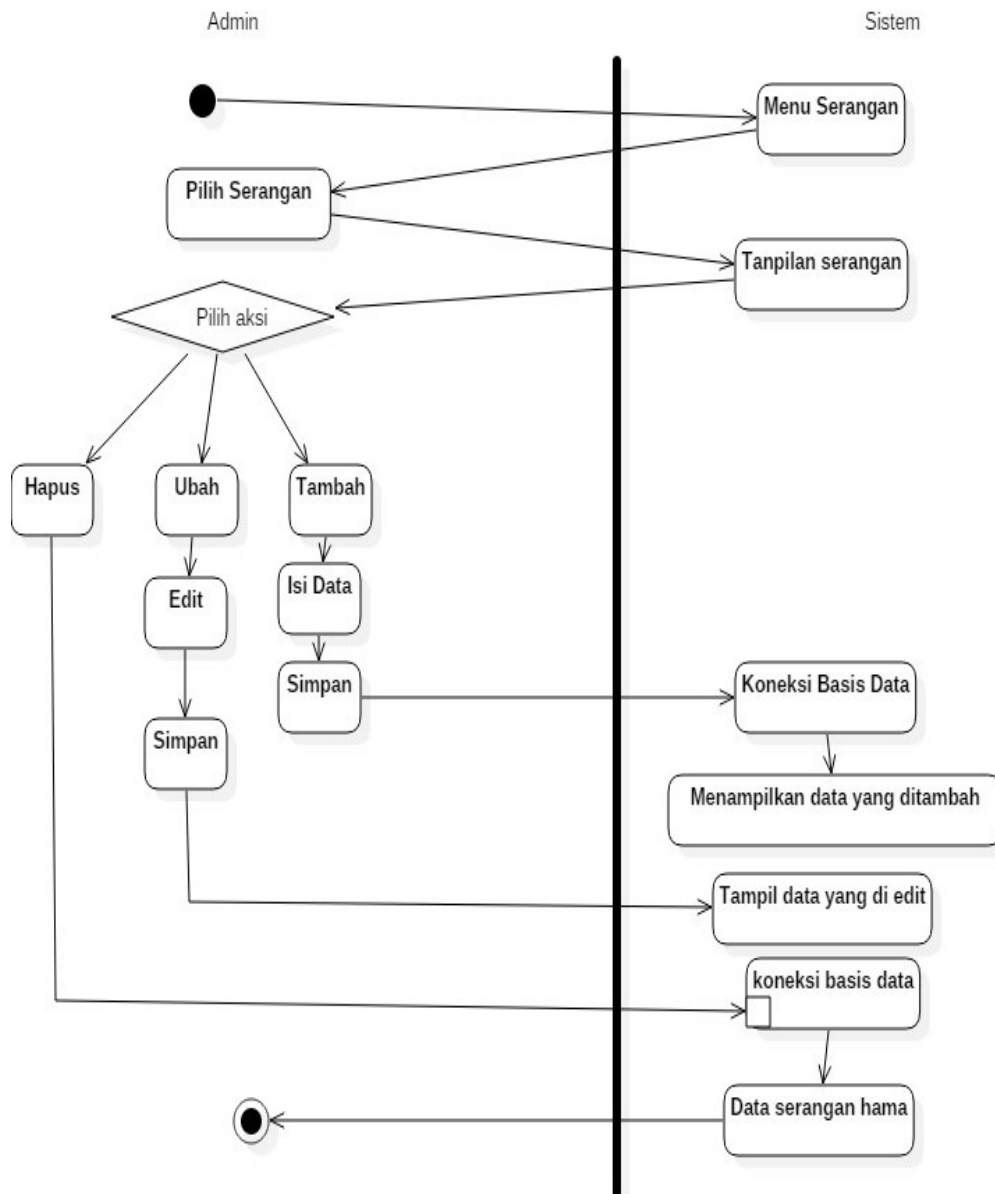 Admin
Sistem
Menu Serangan
Pilih Serangan
Tanpilan serangan
Pilih aksi
Hapus
Ubah
Tambah
Edit
Isi Data
Simpan
Koneksi Basis Data
Simpan
Menampilkan data yang ditambah
Tampil data yang di edit
koneksi basis data
Data serangan hama